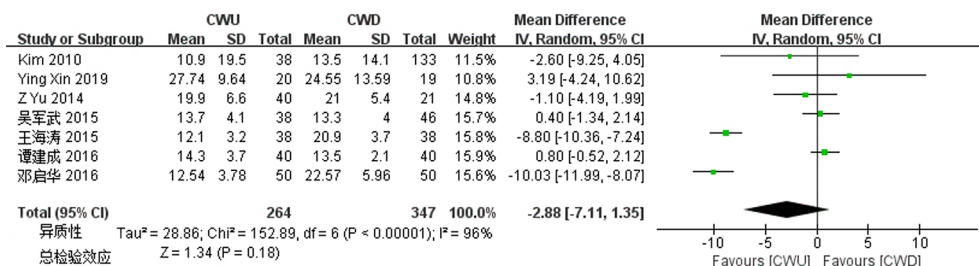 CWU CWD Mean Difference Mean Difference
Study or Subgroup Mean SD Total Mean SD Total Weight IV, Random, 95% CI IV, Random, 95% CI
Kim 2010 10.9 19.5 38 13.5 14.1 133 11.5% -2.60 [-9.25, 4.05]
Ying Xin 2019 27.74 9.64 20 24.55 13.59 19 11.0% 3.19 [-4.24, 10.62]
Z Yu 2014 19.9 6.6 40 21 5.4 21 14.8% -1.10 [-4.19, 1.99]
吴军武 2015 13.7 4.1 38 13.3 4 46 15.7% 0.40 [-1.34, 2.14]
王海涛 2015 12.1 3.2 38 20.9 3.7 38 15.8% -8.80 [-10.36, -7.24]
谭建成 2016 14.3 3.7 40 13.5 2.1 40 15.9% 0.80 [-0.52, 2.12]
邓启华 2016 12.54 3.78 50 22.57 5.96 50 15.6% -10.03 [-11.99, -8.07]
Total (95% CI) 264 347 100.0% -2.88 [-7.11, 1.35]
异质性 Tau² = 28.86; Chi² = 152.89, df = 6 (P < 0.00001); I² = 96%
总检验效应 Z = 1.34 (P = 0.18)
-10 -5 0 5 10
Favours [CWU] Favours [CWD]